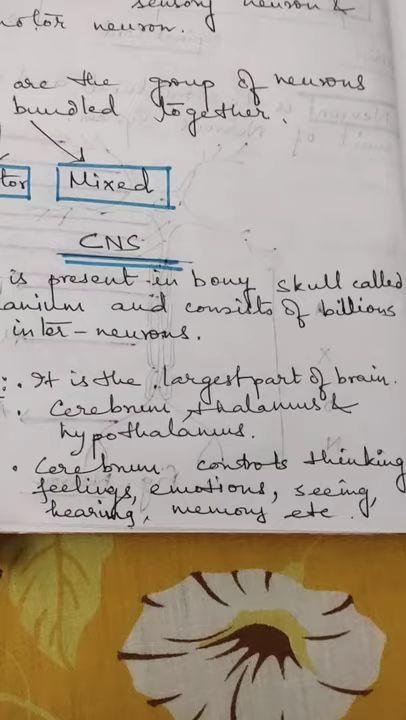 sensory neuron &
motor neuron.
are the group of neurons
bundled together.
tor Mixed
CNS
is present in bony skull called
anium and consists of billions
inter-neurons.
:. It is the largest part of brain.
. Cerebrum, thalamus &
hypothalamus.
. Cerebrum controls thinking
feelings, emotions, seeing,
hearing, memory etc.